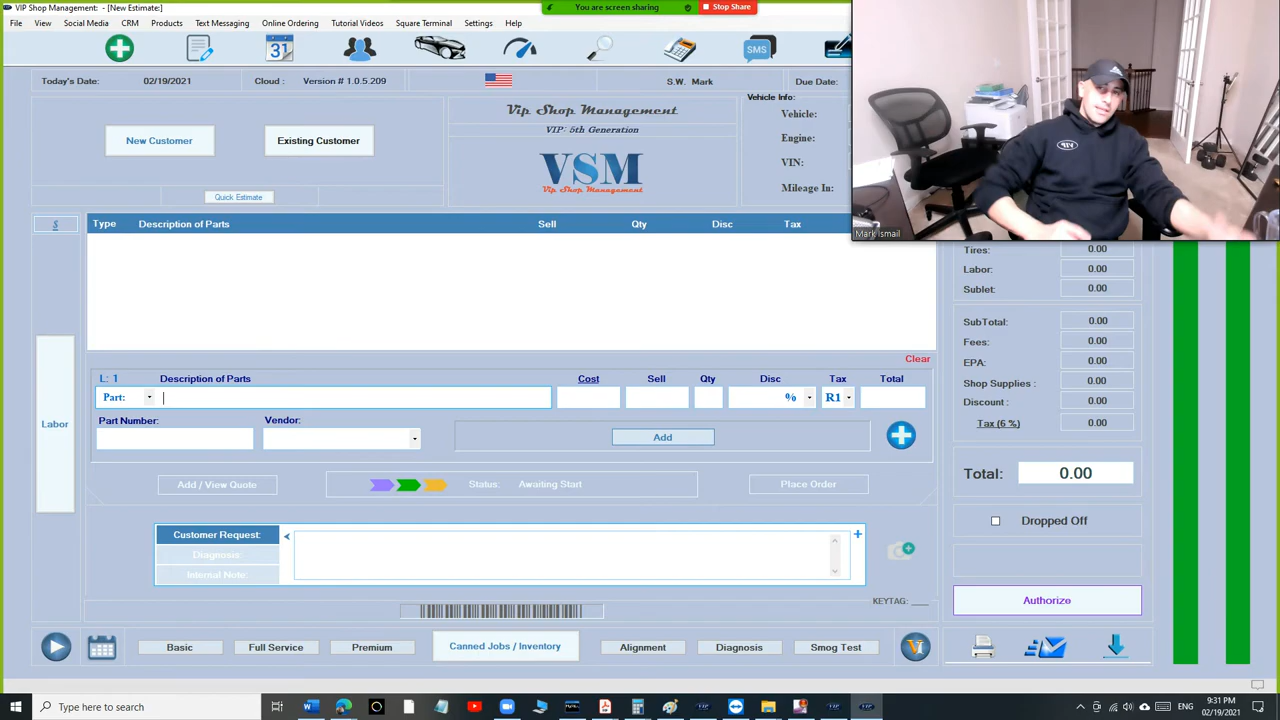 VIP Shop Management: - [New Estimate:]
You are screen sharing
Stop Share
File View Social Media CRM Products Text Messaging Online Ordering Tutorial Videos Square Terminal Settings Help
31
SMS
Today's Date: 02/19/2021 Cloud : Version # 1.0.5.209 S.W. Mark Due Date:
Vehicle Info:
New Customer
Existing Customer
Quick Estimate
Vip Shop Management
VIP: 5th Generation
VSM
Vip Shop Management
Vehicle:
Engine:
VIN:
Mileage In:
Mark Ismail
$
Type Description of Parts Sell Qty Disc Tax
Tires: 0.00
Labor: 0.00
Sublet: 0.00
SubTotal: 0.00
Fees: 0.00
EPA: 0.00
Shop Supplies : 0.00
Discount : 0.00
Tax (6 %) 0.00
Clear
L: 1 Description of Parts Cost Sell Qty Disc Tax Total
Part: % R1
Part Number: Vendor:
Add
Labor
Total: 0.00
Add / View Quote
Status: Awaiting Start
Place Order
Dropped Off
Customer Request:
Diagnosis:
Internal Note:
KEYTAG: ___
Authorize
Basic
Full Service
Premium
Canned Jobs / Inventory
Alignment
Diagnosis
Smog Test
Type here to search
ENG
9:31 PM
02/19/2021